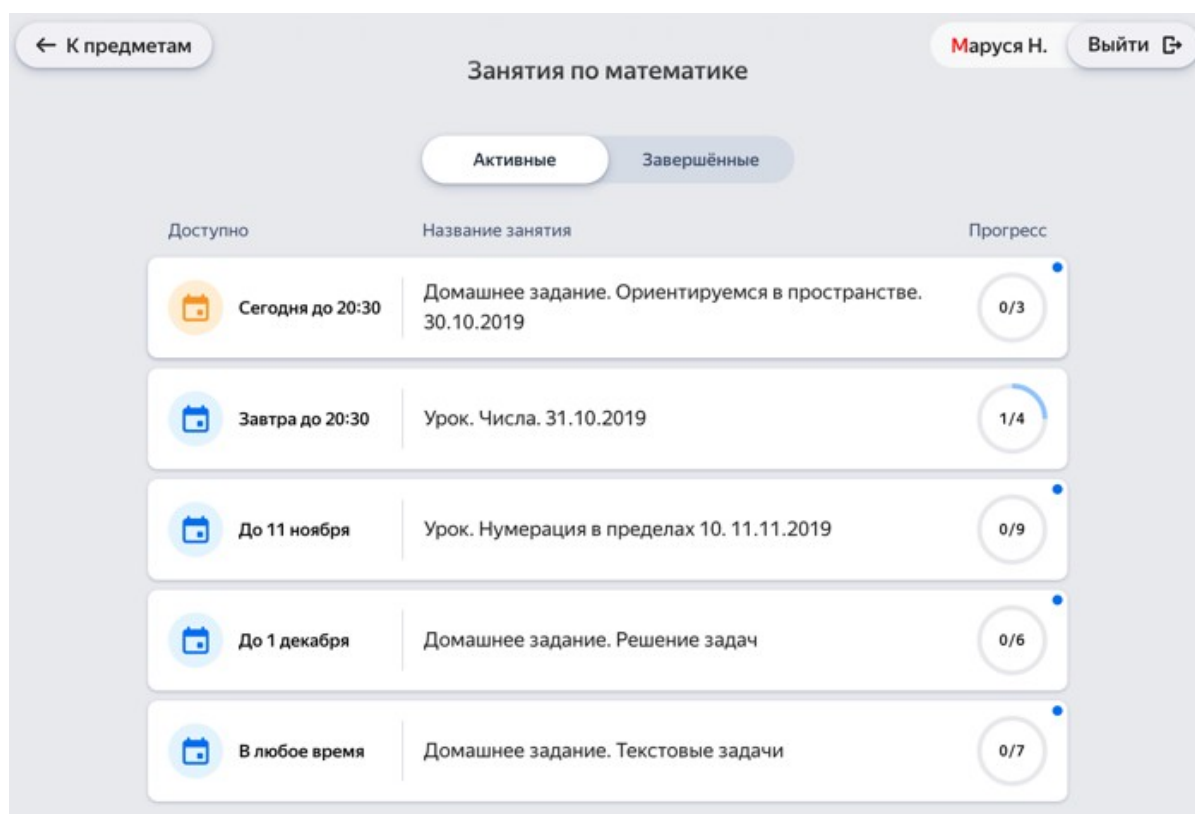 ← К предметам
Маруся Н.
Выйти
Занятия по математике
Активные
Завершённые
Доступно
Название занятия
Прогресс
Сегодня до 20:30
Домашнее задание. Ориентируемся в пространстве.
30.10.2019
0/3
Завтра до 20:30
Урок. Числа. 31.10.2019
1/4
До 11 ноября
Урок. Нумерация в пределах 10. 11.11.2019
0/9
До 1 декабря
Домашнее задание. Решение задач
0/6
В любое время
Домашнее задание. Текстовые задачи
0/7